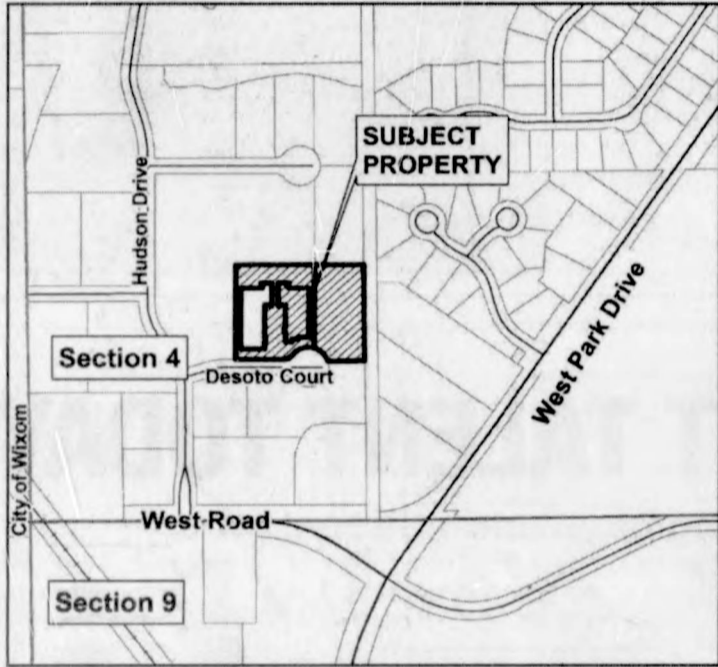 SUBJECT
PROPERTY
Hudson Drive
Section 4
Desoto Court
West Park Drive
City of Wixom
West Road
Section 9